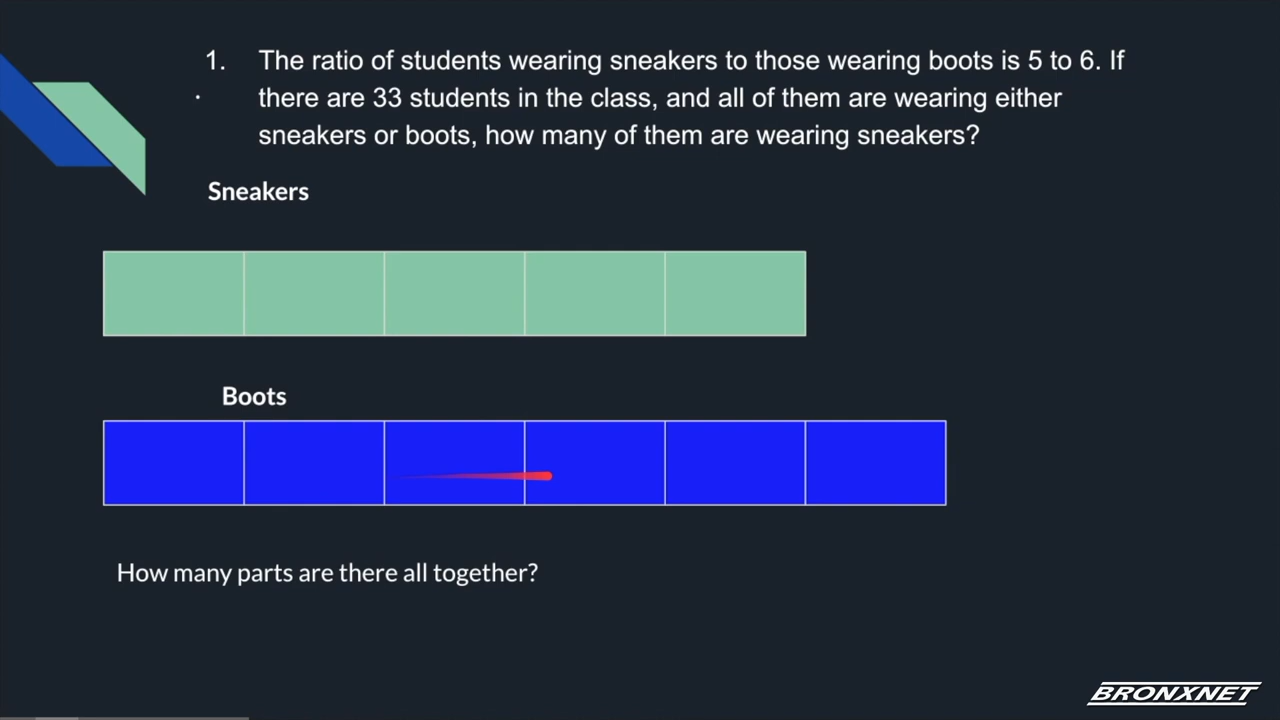 1. The ratio of students wearing sneakers to those wearing boots is 5 to 6. If
there are 33 students in the class, and all of them are wearing either
sneakers or boots, how many of them are wearing sneakers?
Sneakers
Boots
How many parts are there all together?
BRONXNET